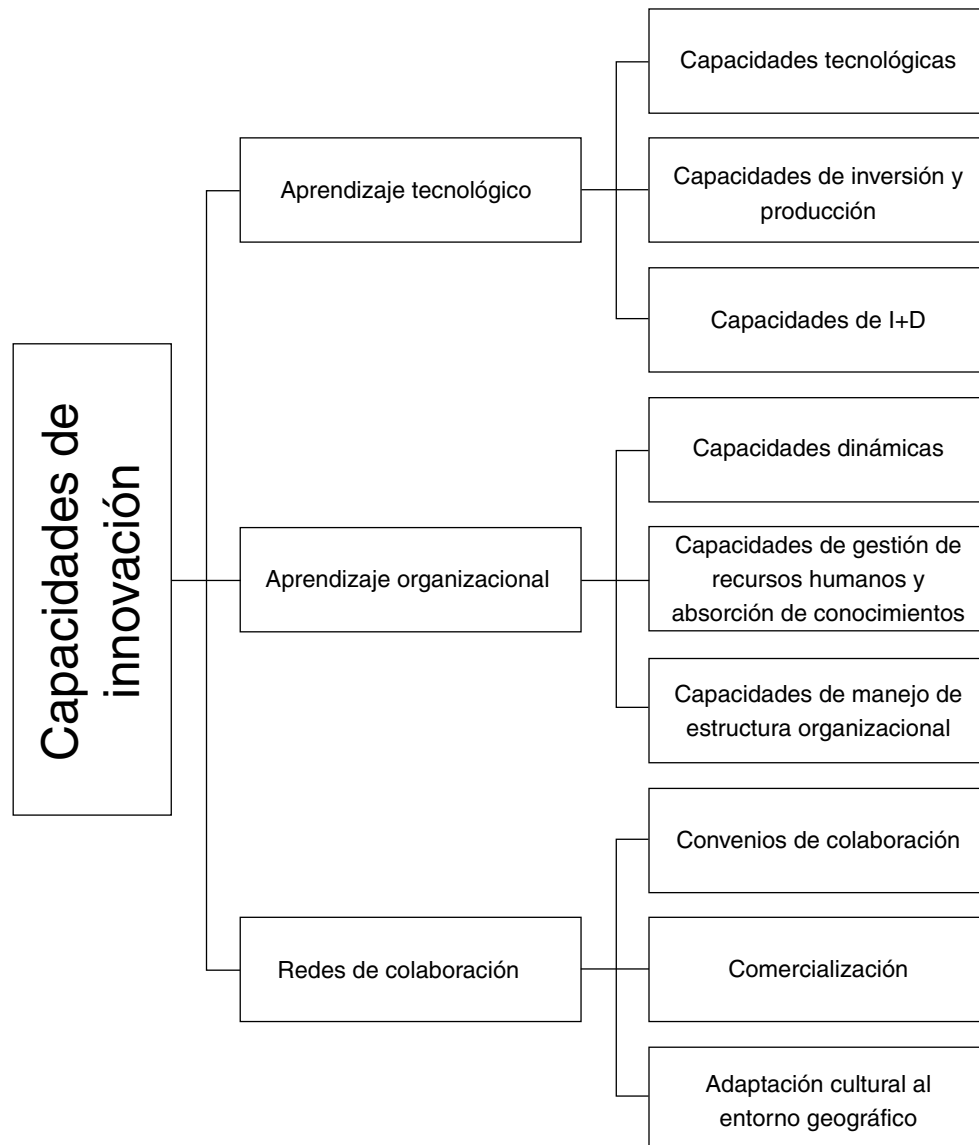 Capacidades de
innovación
Aprendizaje tecnológico
Capacidades tecnológicas
Capacidades de inversión y
producción
Capacidades de I+D
Aprendizaje organizacional
Capacidades dinámicas
Capacidades de gestión de
recursos humanos y
absorción de conocimientos
Capacidades de manejo de
estructura organizacional
Redes de colaboración
Convenios de colaboración
Comercialización
Adaptación cultural al
entorno geográfico